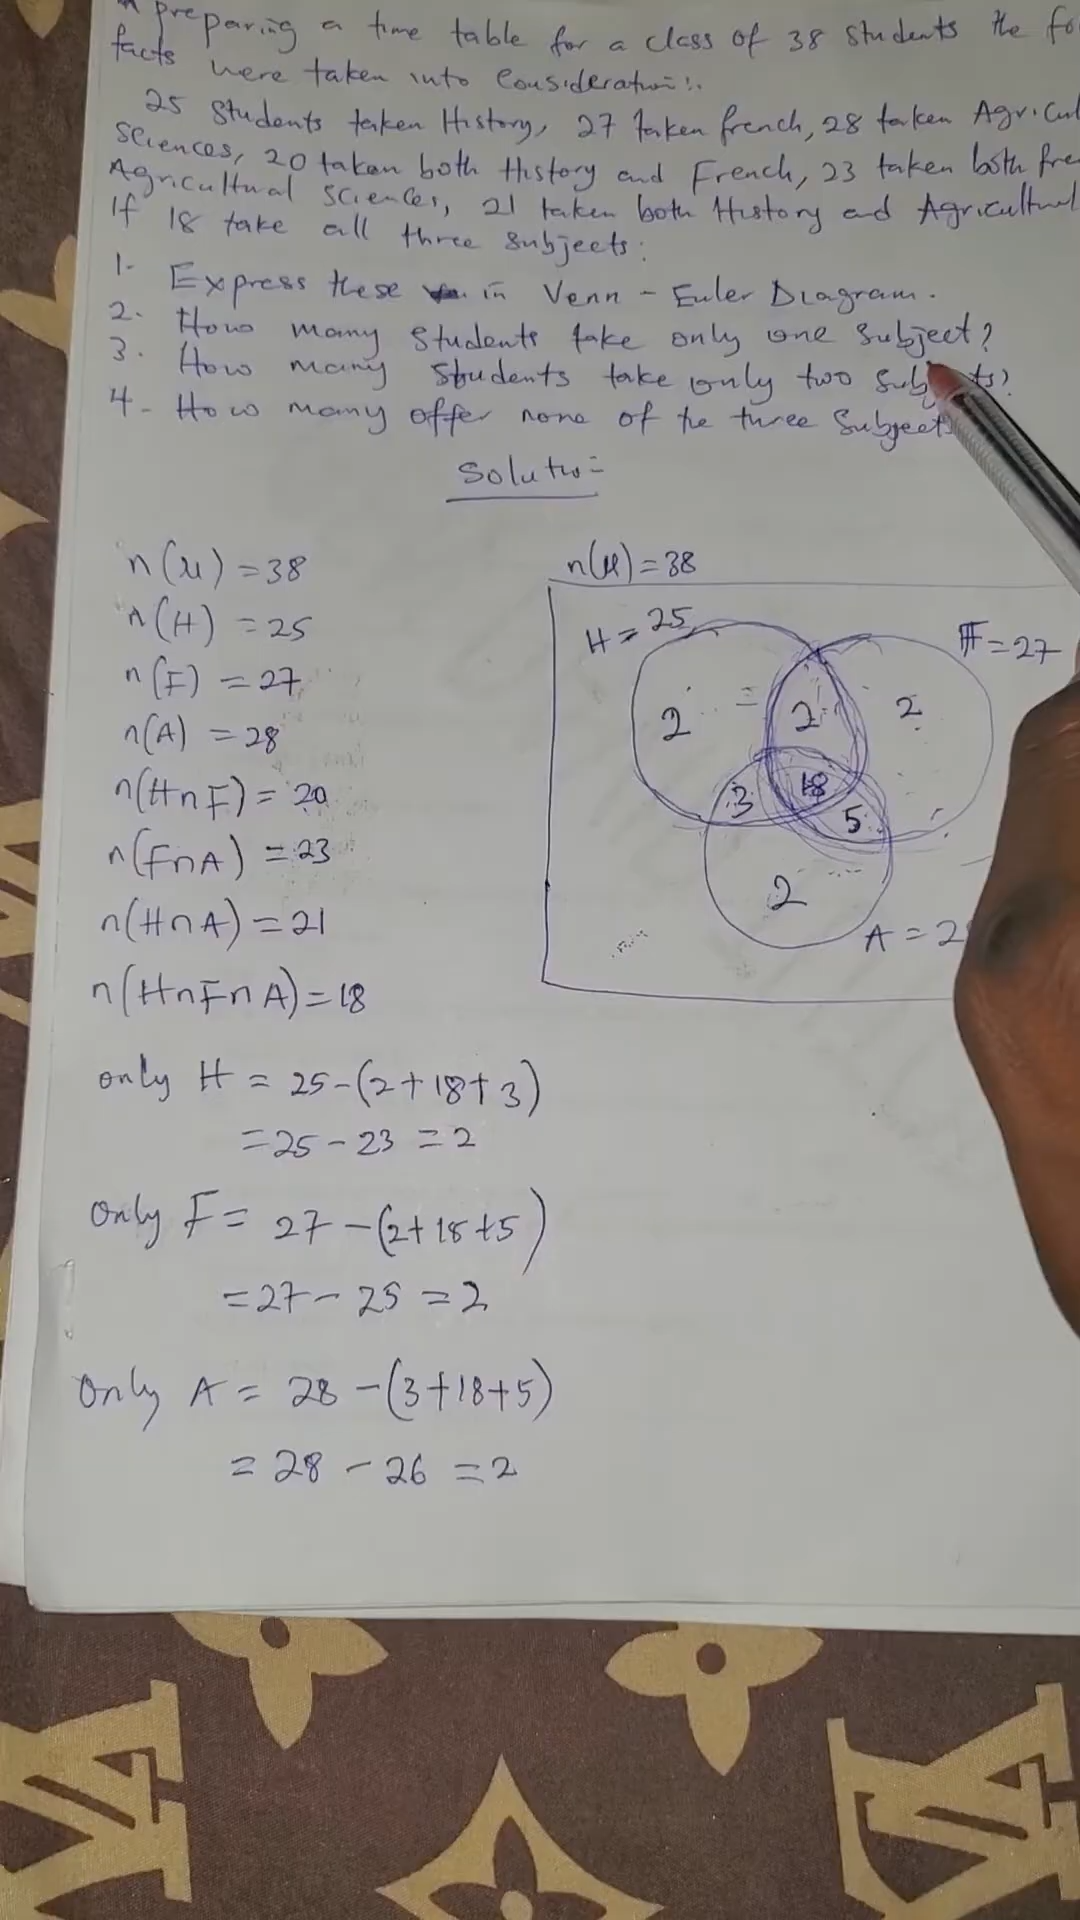 preparing a time table for a class of 38 students the fo
facts were taken into Consideration:.
25 Students taken History, 27 taken french, 28 taken Agricul
Sciences, 20 taken both History and French, 23 taken both fre
Agricultural Sciences, 21 taken both History and Agricultural
If 18 take all three subjects:
1. Express these in Venn - Euler Diagram.
2. How many students take only one subject?
3. How many students take only two subjects?
4- How many offer none of the three Subject
Solution
n(μ) = 38
n(H) = 25
n(F) = 27
n(A) = 28
n(HnF) = 20
n(FnA) = 23
n(HnA) = 21
n(HnFnA) = 18
n(μ) = 38
H = 25
F = 27
2 = 2 2
3 18 5
2
A = 2
only H = 25-(2+18+3)
= 25 - 23 = 2
Only F = 27 - (2+18+5)
= 27 - 25 = 2
Only A = 28 - (3+18+5)
= 28 - 26 = 2